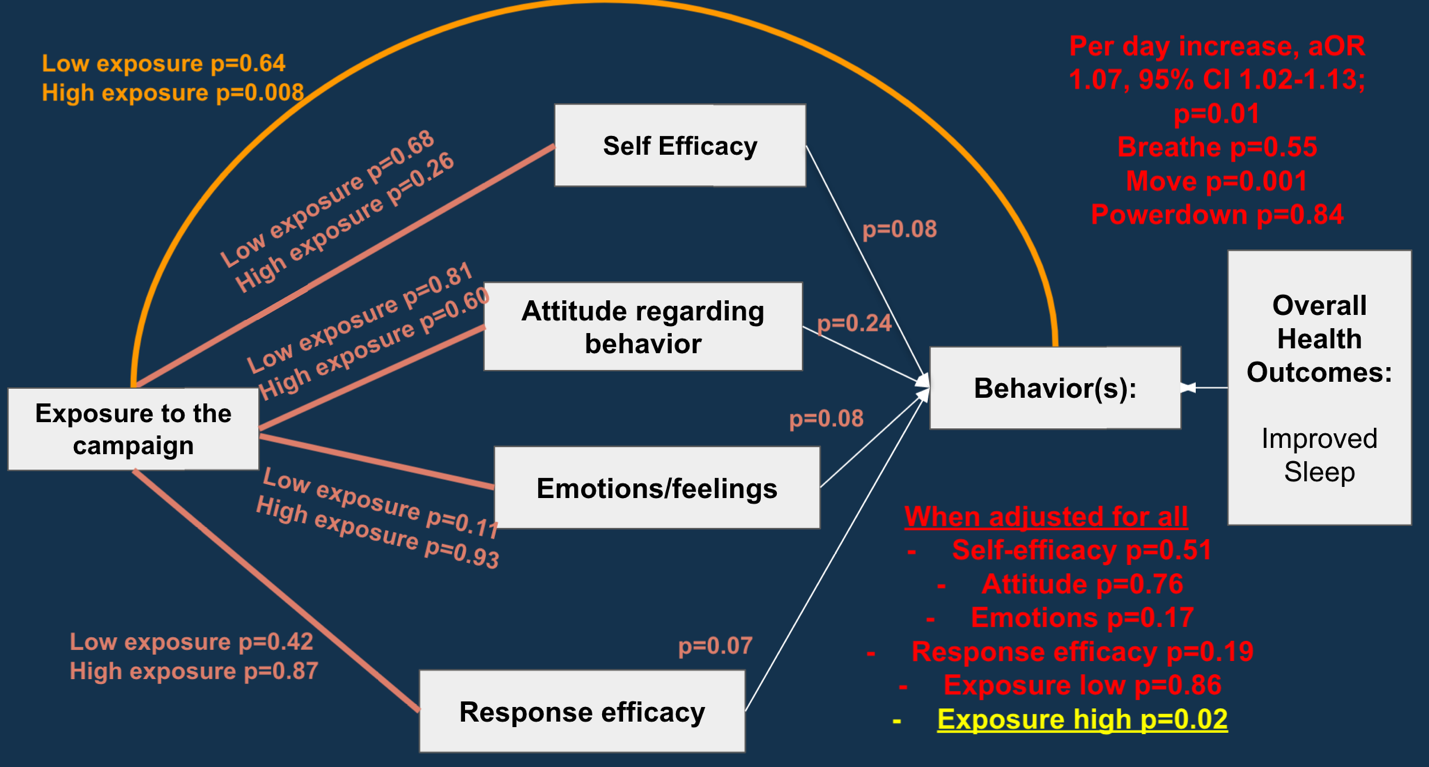 Low exposure p=0.64
High exposure p=0.008
Per day increase, aOR
1.07, 95% CI 1.02-1.13;
p=0.01
Breathe p=0.55
Move p=0.001
Powerdown p=0.84
Low exposure p=0.68
High exposure p=0.26
Self Efficacy
p=0.08
Low exposure p=0.81
High exposure p=0.60
Attitude regarding
behavior
p=0.24
Exposure to the
campaign
Behavior(s):
Overall
Health
Outcomes:
Improved
Sleep
p=0.08
Low exposure p=0.11
High exposure p=0.93
Emotions/feelings
Low exposure p=0.42
High exposure p=0.87
p=0.07
Response efficacy
When adjusted for all
- Self-efficacy p=0.51
- Attitude p=0.76
- Emotions p=0.17
- Response efficacy p=0.19
- Exposure low p=0.86
- Exposure high p=0.02